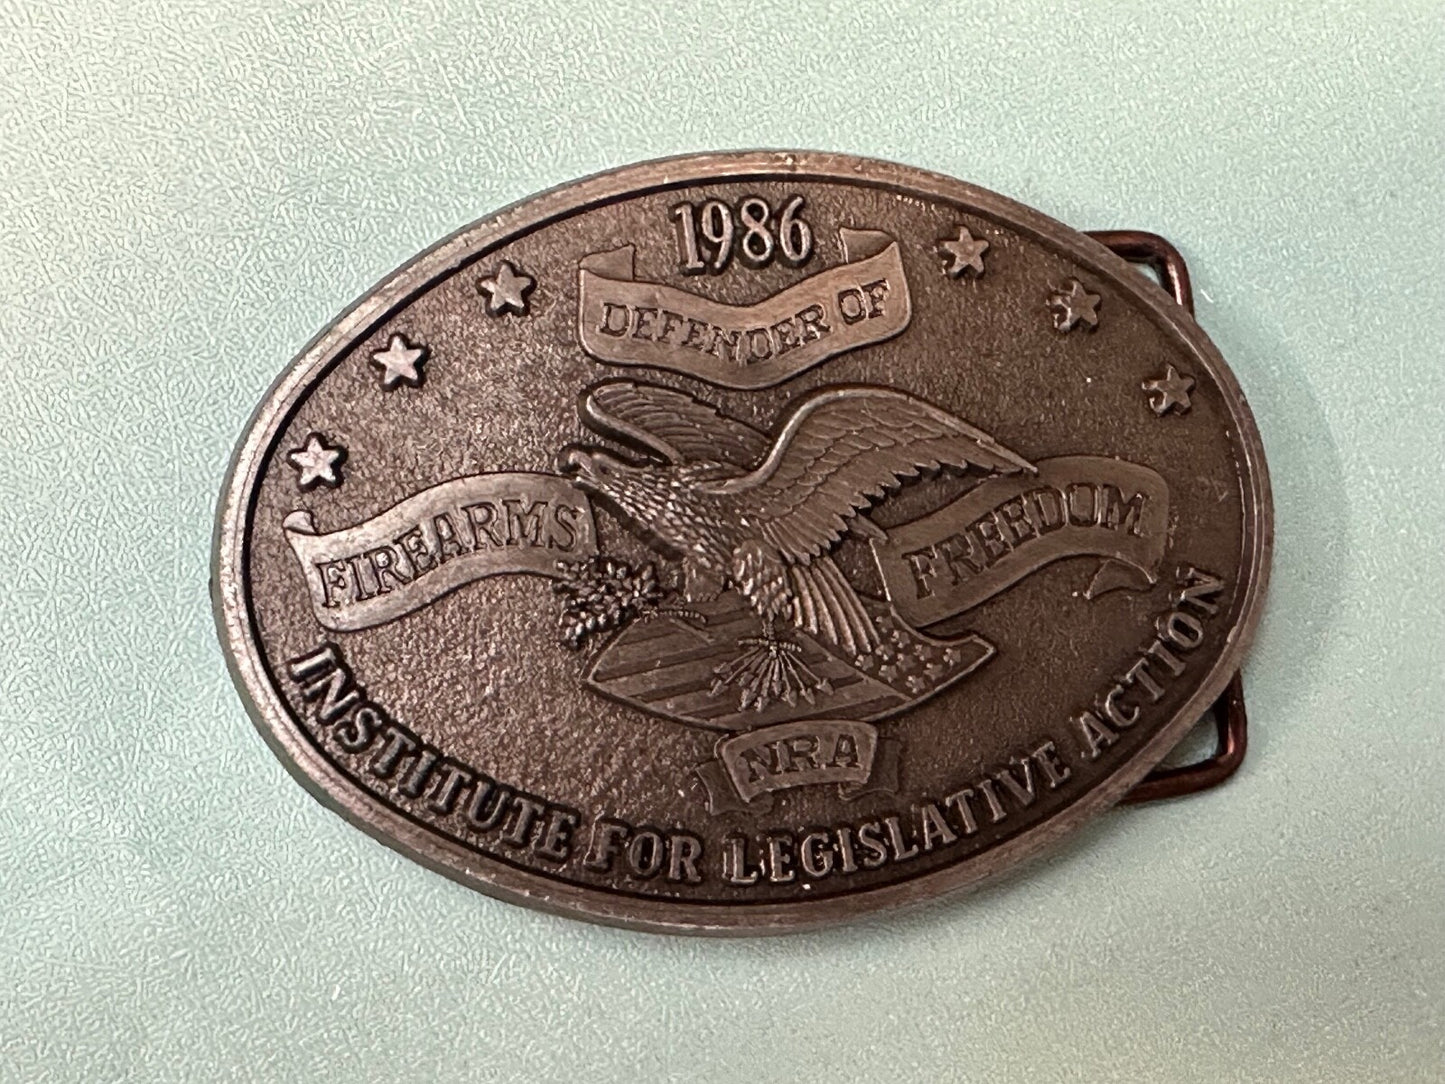 1986
DEFENDER OF
FIREARMS
FREEDOM
NRA
INSTITUTE FOR LEGISLATIVE ACTION